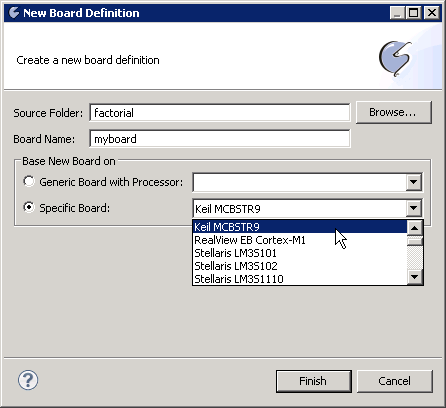 New Board Definition
Create a new board definition
Source Folder: factorial Browse...
Board Name: myboard
Base New Board on
Generic Board with Processor:
Specific Board: Keil MCBSTR9
Keil MCBSTR9
RealView EB Cortex-M1
Stellaris LM3S101
Stellaris LM3S102
Stellaris LM3S1110
? Finish Cancel